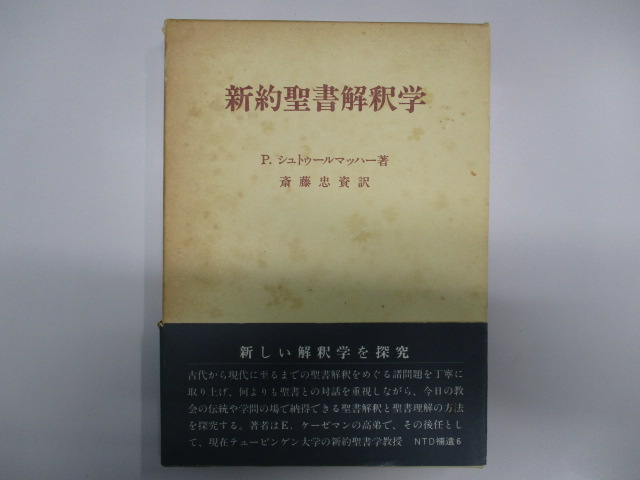 新約聖書解釈学
P. シュトゥールマッハー著
斎藤忠資訳
新しい解釈学を探究
古代から現代に至るまでの聖書解釈をめぐる諸問題を丁寧に
取り上げ、何よりも聖書との対話を重視しながら、今日の教
会の伝統や学問の場で納得できる聖書解釈と聖書理解の方法
を探究する。著者はE. ケーゼマンの高弟で、その後任とし
て、現在テュービンゲン大学の新約聖書学教授 NTD補遺6